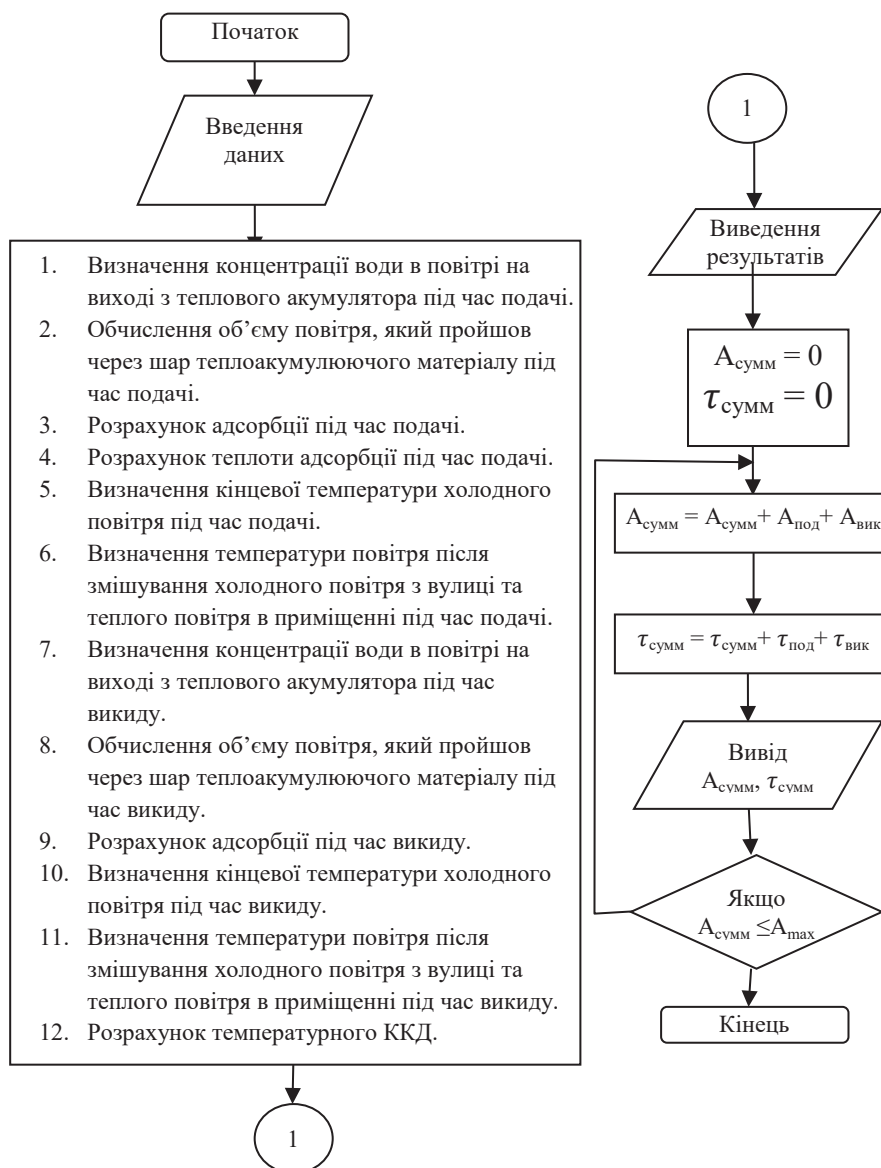 Початок
Введення
даних
1. Визначення концентрації води в повітрі на
виході з теплового акумулятора під час подачі.
2. Обчислення об’єму повітря, який пройшов
через шар теплоакумулюючого матеріалу під
час подачі.
3. Розрахунок адсорбції під час подачі.
4. Розрахунок теплоти адсорбції під час подачі.
5. Визначення кінцевої температури холодного
повітря під час подачі.
6. Визначення температури повітря після
змішування холодного повітря з вулиці та
теплого повітря в приміщенні під час подачі.
7. Визначення концентрації води в повітрі на
виході з теплового акумулятора під час
викиду.
8. Обчислення об’єму повітря, який пройшов
через шар теплоакумулюючого матеріалу під
час викиду.
9. Розрахунок адсорбції під час викиду.
10. Визначення кінцевої температури холодного
повітря під час викиду.
11. Визначення температури повітря після
змішування холодного повітря з вулиці та
теплого повітря в приміщенні під час викиду.
12. Розрахунок температурного ККД.
1
1
Виведення
результатів
Aсумм = 0
τсумм = 0
Aсумм = Aсумм+ Aпод+ Aвик
τсумм = τсумм+ τпод+ τвик
Вивід
Aсумм, τсумм
Якщо
Aсумм ≤Amax
Кінець